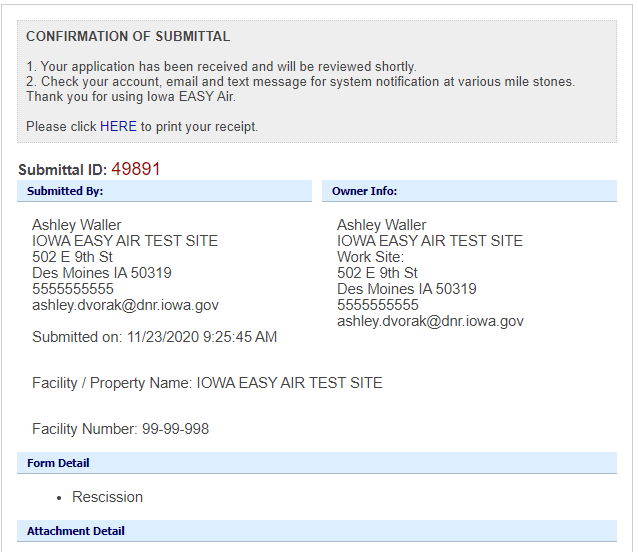 CONFIRMATION OF SUBMITTAL
1. Your application has been received and will be reviewed shortly.
2. Check your account, email and text message for system notification at various mile stones.
Thank you for using Iowa EASY Air.
Please click HERE to print your receipt.
Submittal ID: 49891
Submitted By:
Ashley Waller
IOWA EASY AIR TEST SITE
502 E 9th St
Des Moines IA 50319
5555555555
ashley.dvorak@dnr.iowa.gov
Submitted on: 11/23/2020 9:25:45 AM
Facility / Property Name: IOWA EASY AIR TEST SITE
Facility Number: 99-99-998
Owner Info:
Ashley Waller
IOWA EASY AIR TEST SITE
Work Site:
502 E 9th St
Des Moines IA 50319
5555555555
ashley.dvorak@dnr.iowa.gov
Form Detail
• Rescission
Attachment Detail